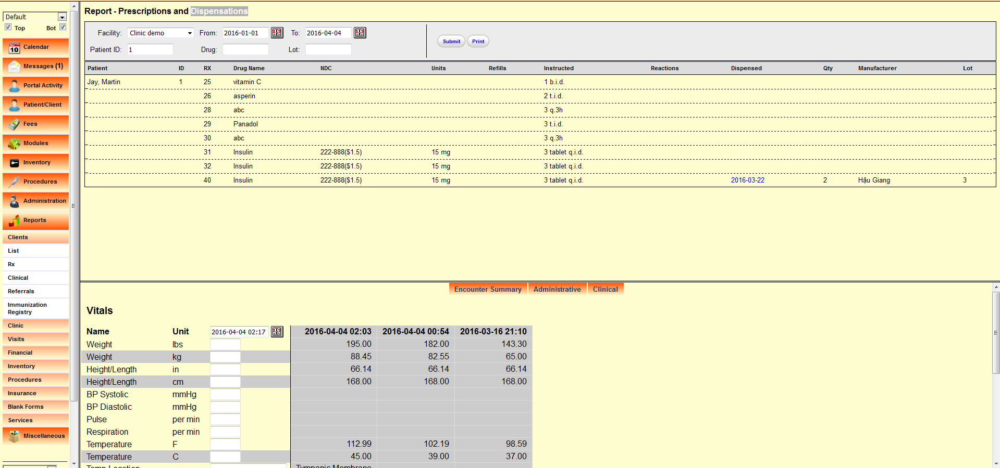 Default
Top Bot
Calendar
Messages (1)
Portal Activity
Patient/Client
Fees
Modules
Inventory
Procedures
Administration
Reports
Clients
List
Rx
Clinical
Referrals
Immunization
Registry
Clinic
Visits
Financial
Inventory
Procedures
Insurance
Blank Forms
Services
Miscellaneous
Report - Prescriptions and Dispensations
Facility: Clinic demo From: 2016-01-01 To: 2016-04-04
Patient ID: 1 Drug: Lot:
Submit Print
Patient ID RX Drug Name NDC Units Refills Instructed Reactions Dispensed Qty Manufacturer Lot
Jay, Martin 1 25 vitamin C 1 b.i.d.
26 asperin 2 t.i.d.
28 abc 3 q.3h
29 Panadol 3 t.i.d.
30 abc 3 q.3h
31 Insulin 222-888($1.5) 15 mg 3 tablet q.i.d.
32 Insulin 222-888($1.5) 15 mg 3 tablet q.i.d.
40 Insulin 222-888($1.5) 15 mg 3 tablet q.i.d. 2016-03-22 2 Hậu Giang 3
Encounter Summary Administrative Clinical
Vitals
Name Unit 2016-04-04 02:17 2016-04-04 02:03 2016-04-04 00:54 2016-03-16 21:10
Weight lbs 195.00 182.00 143.30
Weight kg 88.45 82.55 65.00
Height/Length in 66.14 66.14 66.14
Height/Length cm 168.00 168.00 168.00
BP Systolic mmHg
BP Diastolic mmHg
Pulse per min
Respiration per min
Temperature F 112.99 102.19 98.59
Temperature C 45.00 39.00 37.00
Temp Location Tympanic Membrane